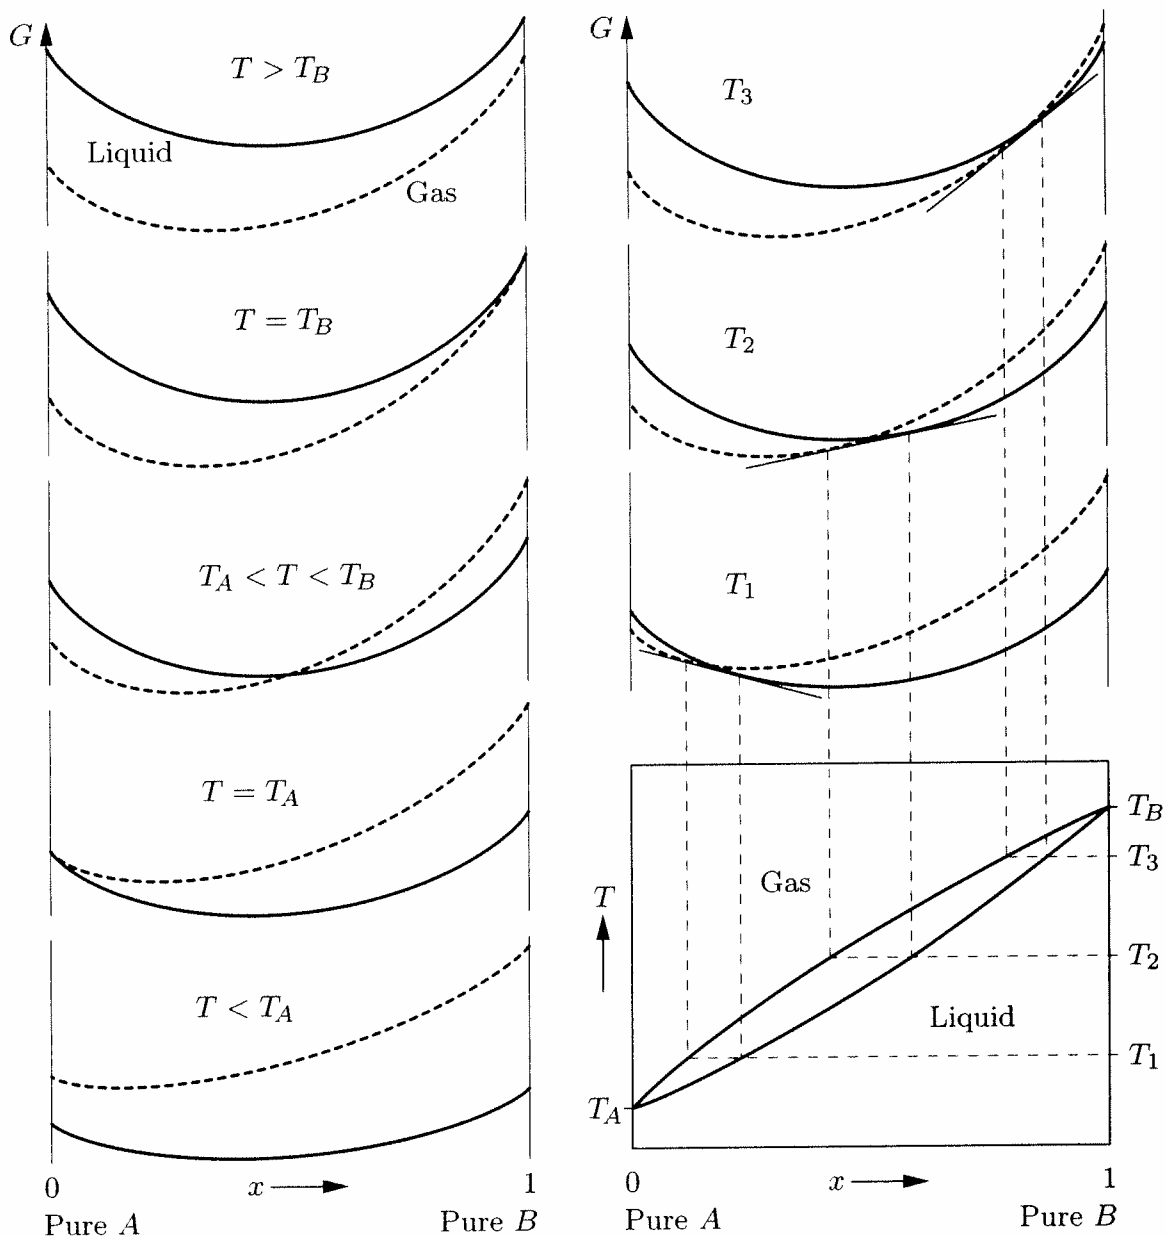 G
T > T_B
Liquid
Gas
T = T_B
T_A < T < T_B
T = T_A
T < T_A
0
x
1
Pure A
Pure B
G
T_3
T_2
T_1
T
Gas
Liquid
T_B
T_3
T_2
T_1
T_A
0
x
1
Pure A
Pure B